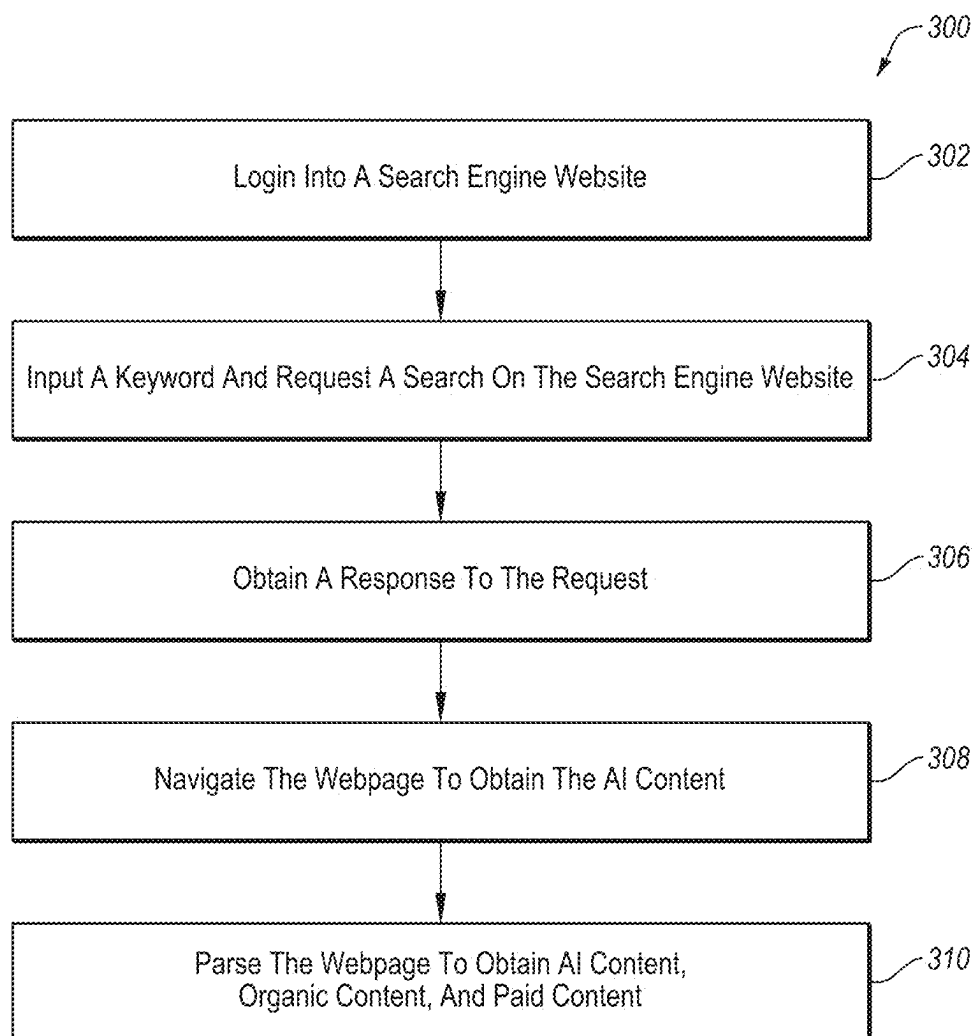 300
Login Into A Search Engine Website
302
Input A Keyword And Request A Search On The Search Engine Website
304
Obtain A Response To The Request
306
Navigate The Webpage To Obtain The AI Content
308
Parse The Webpage To Obtain AI Content,
Organic Content, And Paid Content
310